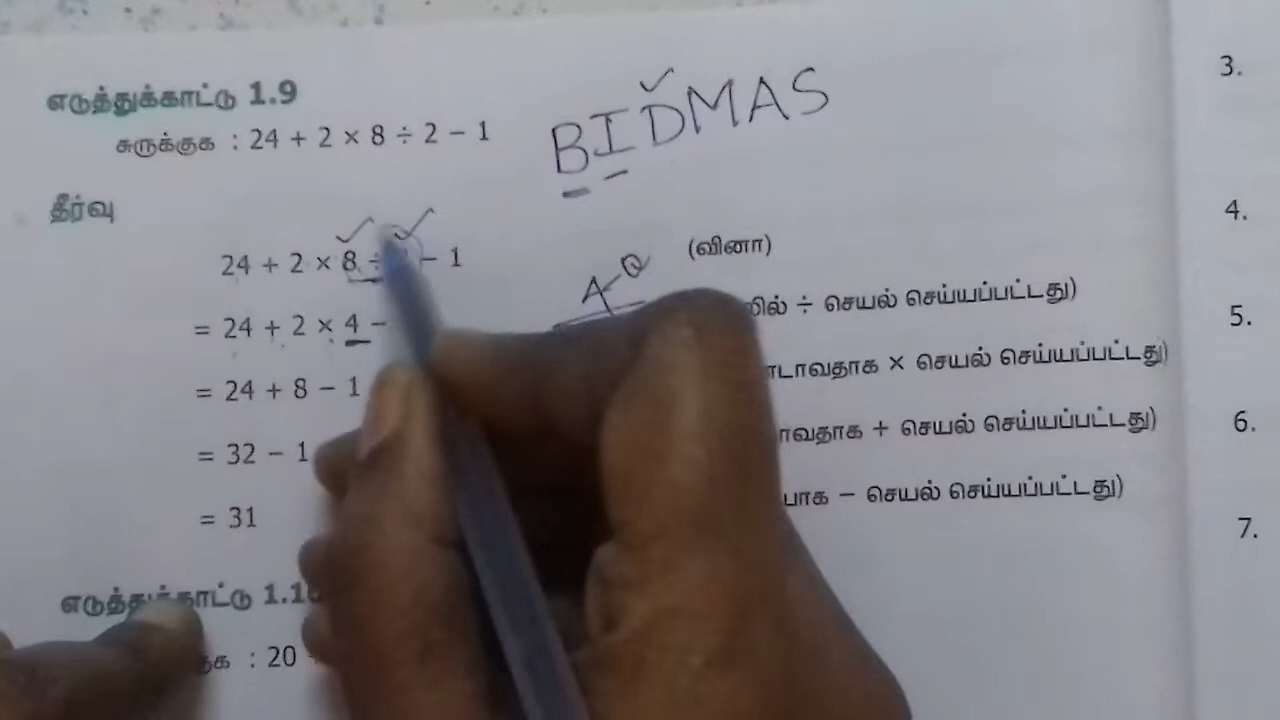 எடுத்துக்காட்டு 1.9
சுருக்குக : 24 + 2 × 8 ÷ 2 − 1
BIDMAS
தீர்வு
24 + 2 × 8 ÷ − 1 (வினா)
= 24 + 2 × 4 − ÷ செயல் செய்யப்பட்டது)
= 24 + 8 − 1 × செயல் செய்யப்பட்டது)
= 32 − 1 + செயல் செய்யப்பட்டது)
= 31 − செயல் செய்யப்பட்டது)
எடுத்துக்காட்டு
: 20
3.
4.
5.
6.
7.